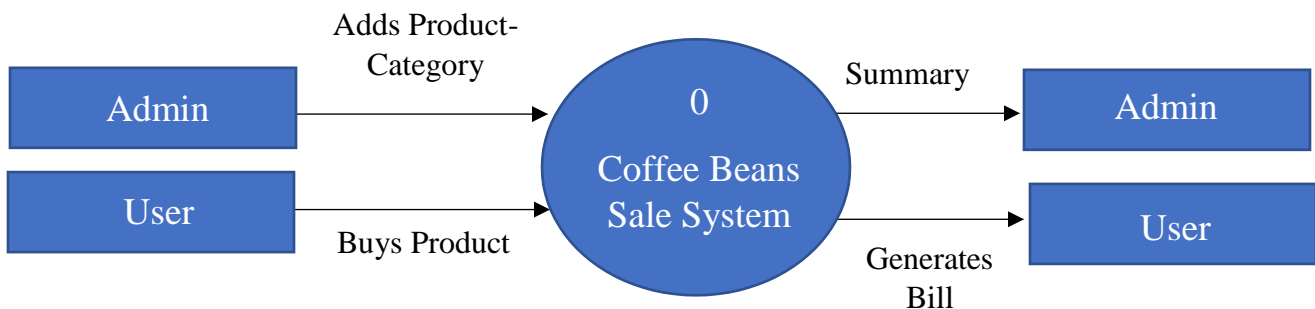 Adds Product-
Category
Admin
User
Buys Product
0
Coffee Beans
Sale System
Summary
Admin
User
Generates
Bill